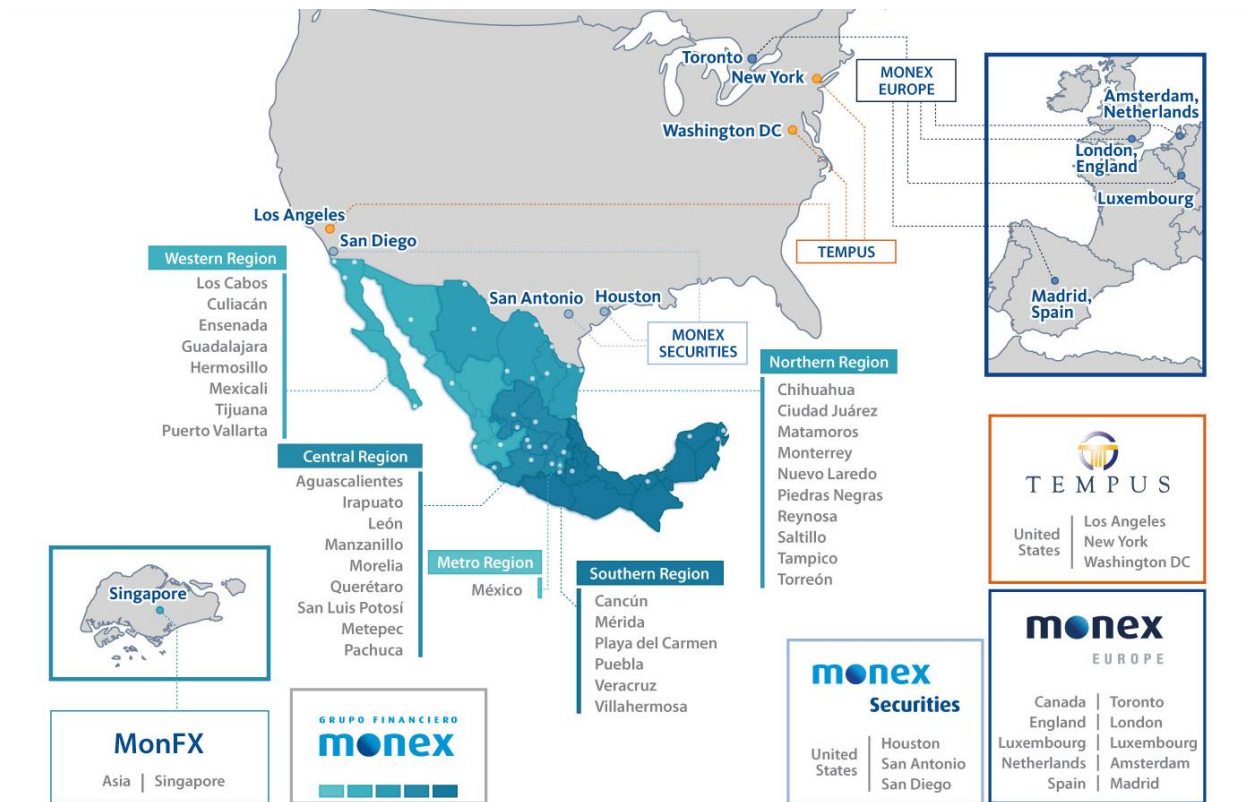 Toronto
New York
Washington DC
MONEX
EUROPE
Amsterdam,
Netherlands
London,
England
Luxembourg
Madrid,
Spain
Los Angeles
San Diego
San Antonio
Houston
TEMPUS
MONEX
SECURITIES
Western Region
Los Cabos
Culiacán
Ensenada
Guadalajara
Hermosillo
Mexicali
Tijuana
Puerto Vallarta
Northern Region
Chihuahua
Ciudad Juárez
Matamoros
Monterrey
Nuevo Laredo
Piedras Negras
Reynosa
Saltillo
Tampico
Torreón
Central Region
Aguascalientes
Irapuato
León
Manzanillo
Morelia
Querétaro
San Luis Potosí
Metepec
Pachuca
Metro Region
México
Southern Region
Cancún
Mérida
Playa del Carmen
Puebla
Veracruz
Villahermosa
Singapore
MonFX
Asia | Singapore
GRUPO FINANCIERO
monex
monex
Securities
United
States
Houston
San Antonio
San Diego
TEMPUS
United
States
Los Angeles
New York
Washington DC
monex
EUROPE
Canada | Toronto
England | London
Luxembourg | Luxembourg
Netherlands | Amsterdam
Spain | Madrid